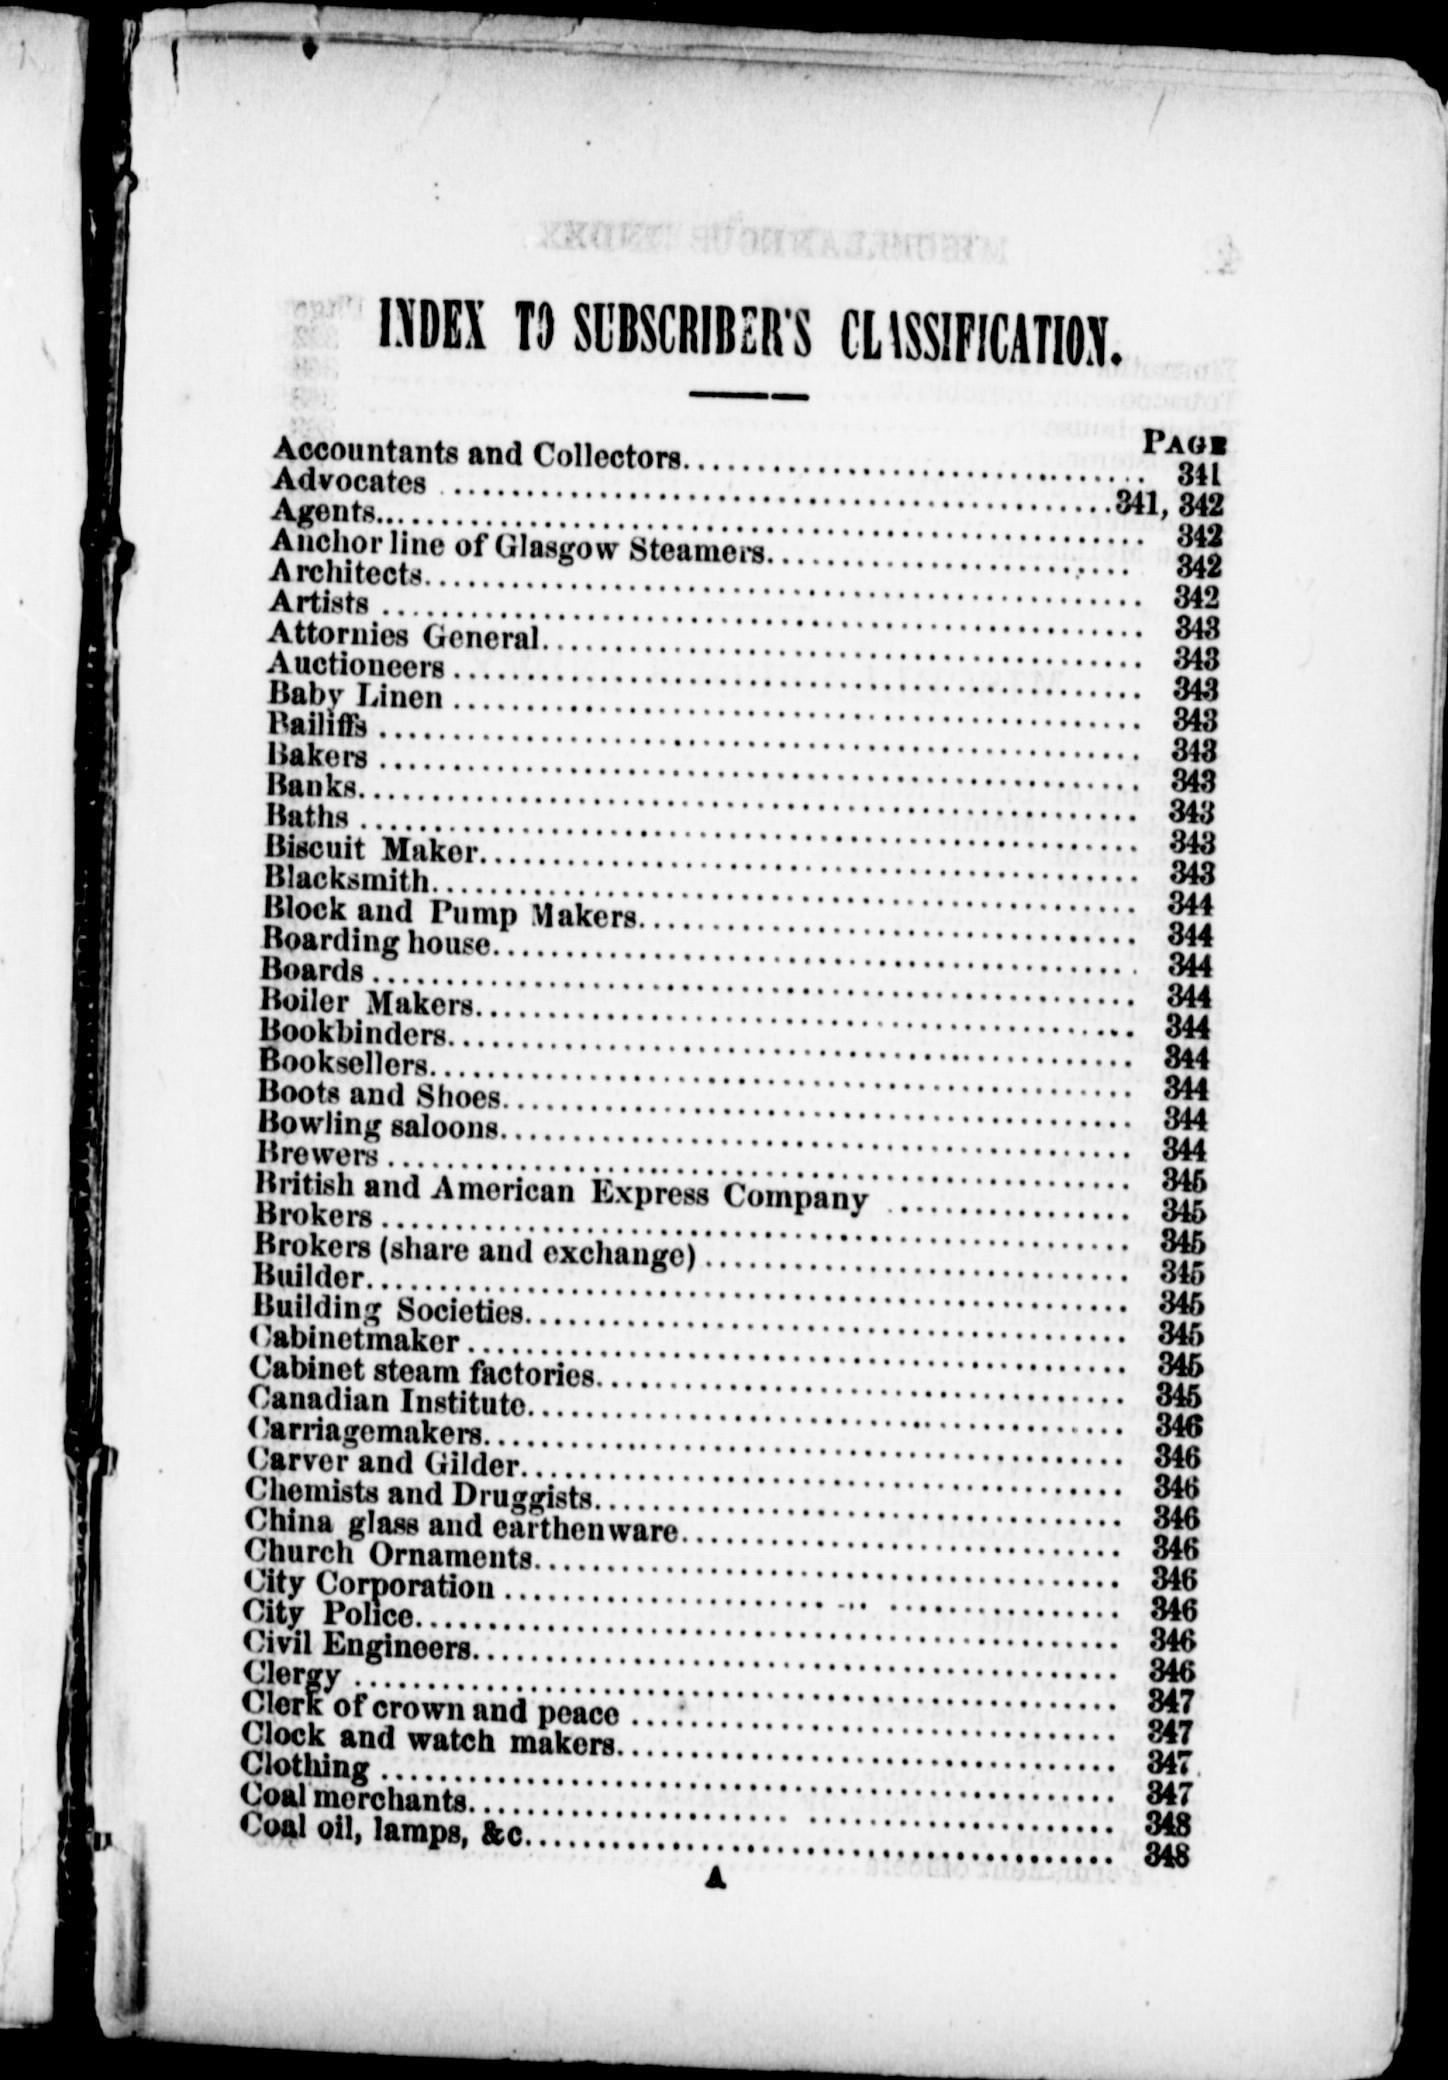 INDEX TO SUBSCRIBER'S CLASSIFICATION.
PAGE
Accountants and Collectors........ 341
Advocates ........341, 342
Agents........ 342
Anchor line of Glasgow Steamers........ 342
Architects........ 342
Artists ........ 343
Attornies General........ 343
Auctioneers ........ 343
Baby Linen ........ 343
Bailiffs ........ 343
Bakers ........ 343
Banks........ 343
Baths ........ 343
Biscuit Maker........ 343
Blacksmith........ 344
Block and Pump Makers........ 344
Boarding house........ 344
Boards ........ 344
Boiler Makers........ 344
Bookbinders........ 344
Booksellers........ 344
Boots and Shoes........ 344
Bowling saloons........ 344
Brewers ........ 345
British and American Express Company ........ 345
Brokers ........ 345
Brokers (share and exchange) ........ 345
Builder........ 345
Building Societies........ 345
Cabinetmaker ........ 345
Cabinet steam factories........ 345
Canadian Institute........ 346
Carriagemakers........ 346
Carver and Gilder........ 346
Chemists and Druggists........ 346
China glass and earthenware........ 346
Church Ornaments........ 346
City Corporation ........ 346
City Police........ 346
Civil Engineers........ 346
Clergy ........ 347
Clerk of crown and peace ........ 347
Clock and watch makers........ 347
Clothing ........ 347
Coal merchants........ 348
Coal oil, lamps, &c........ 348
A